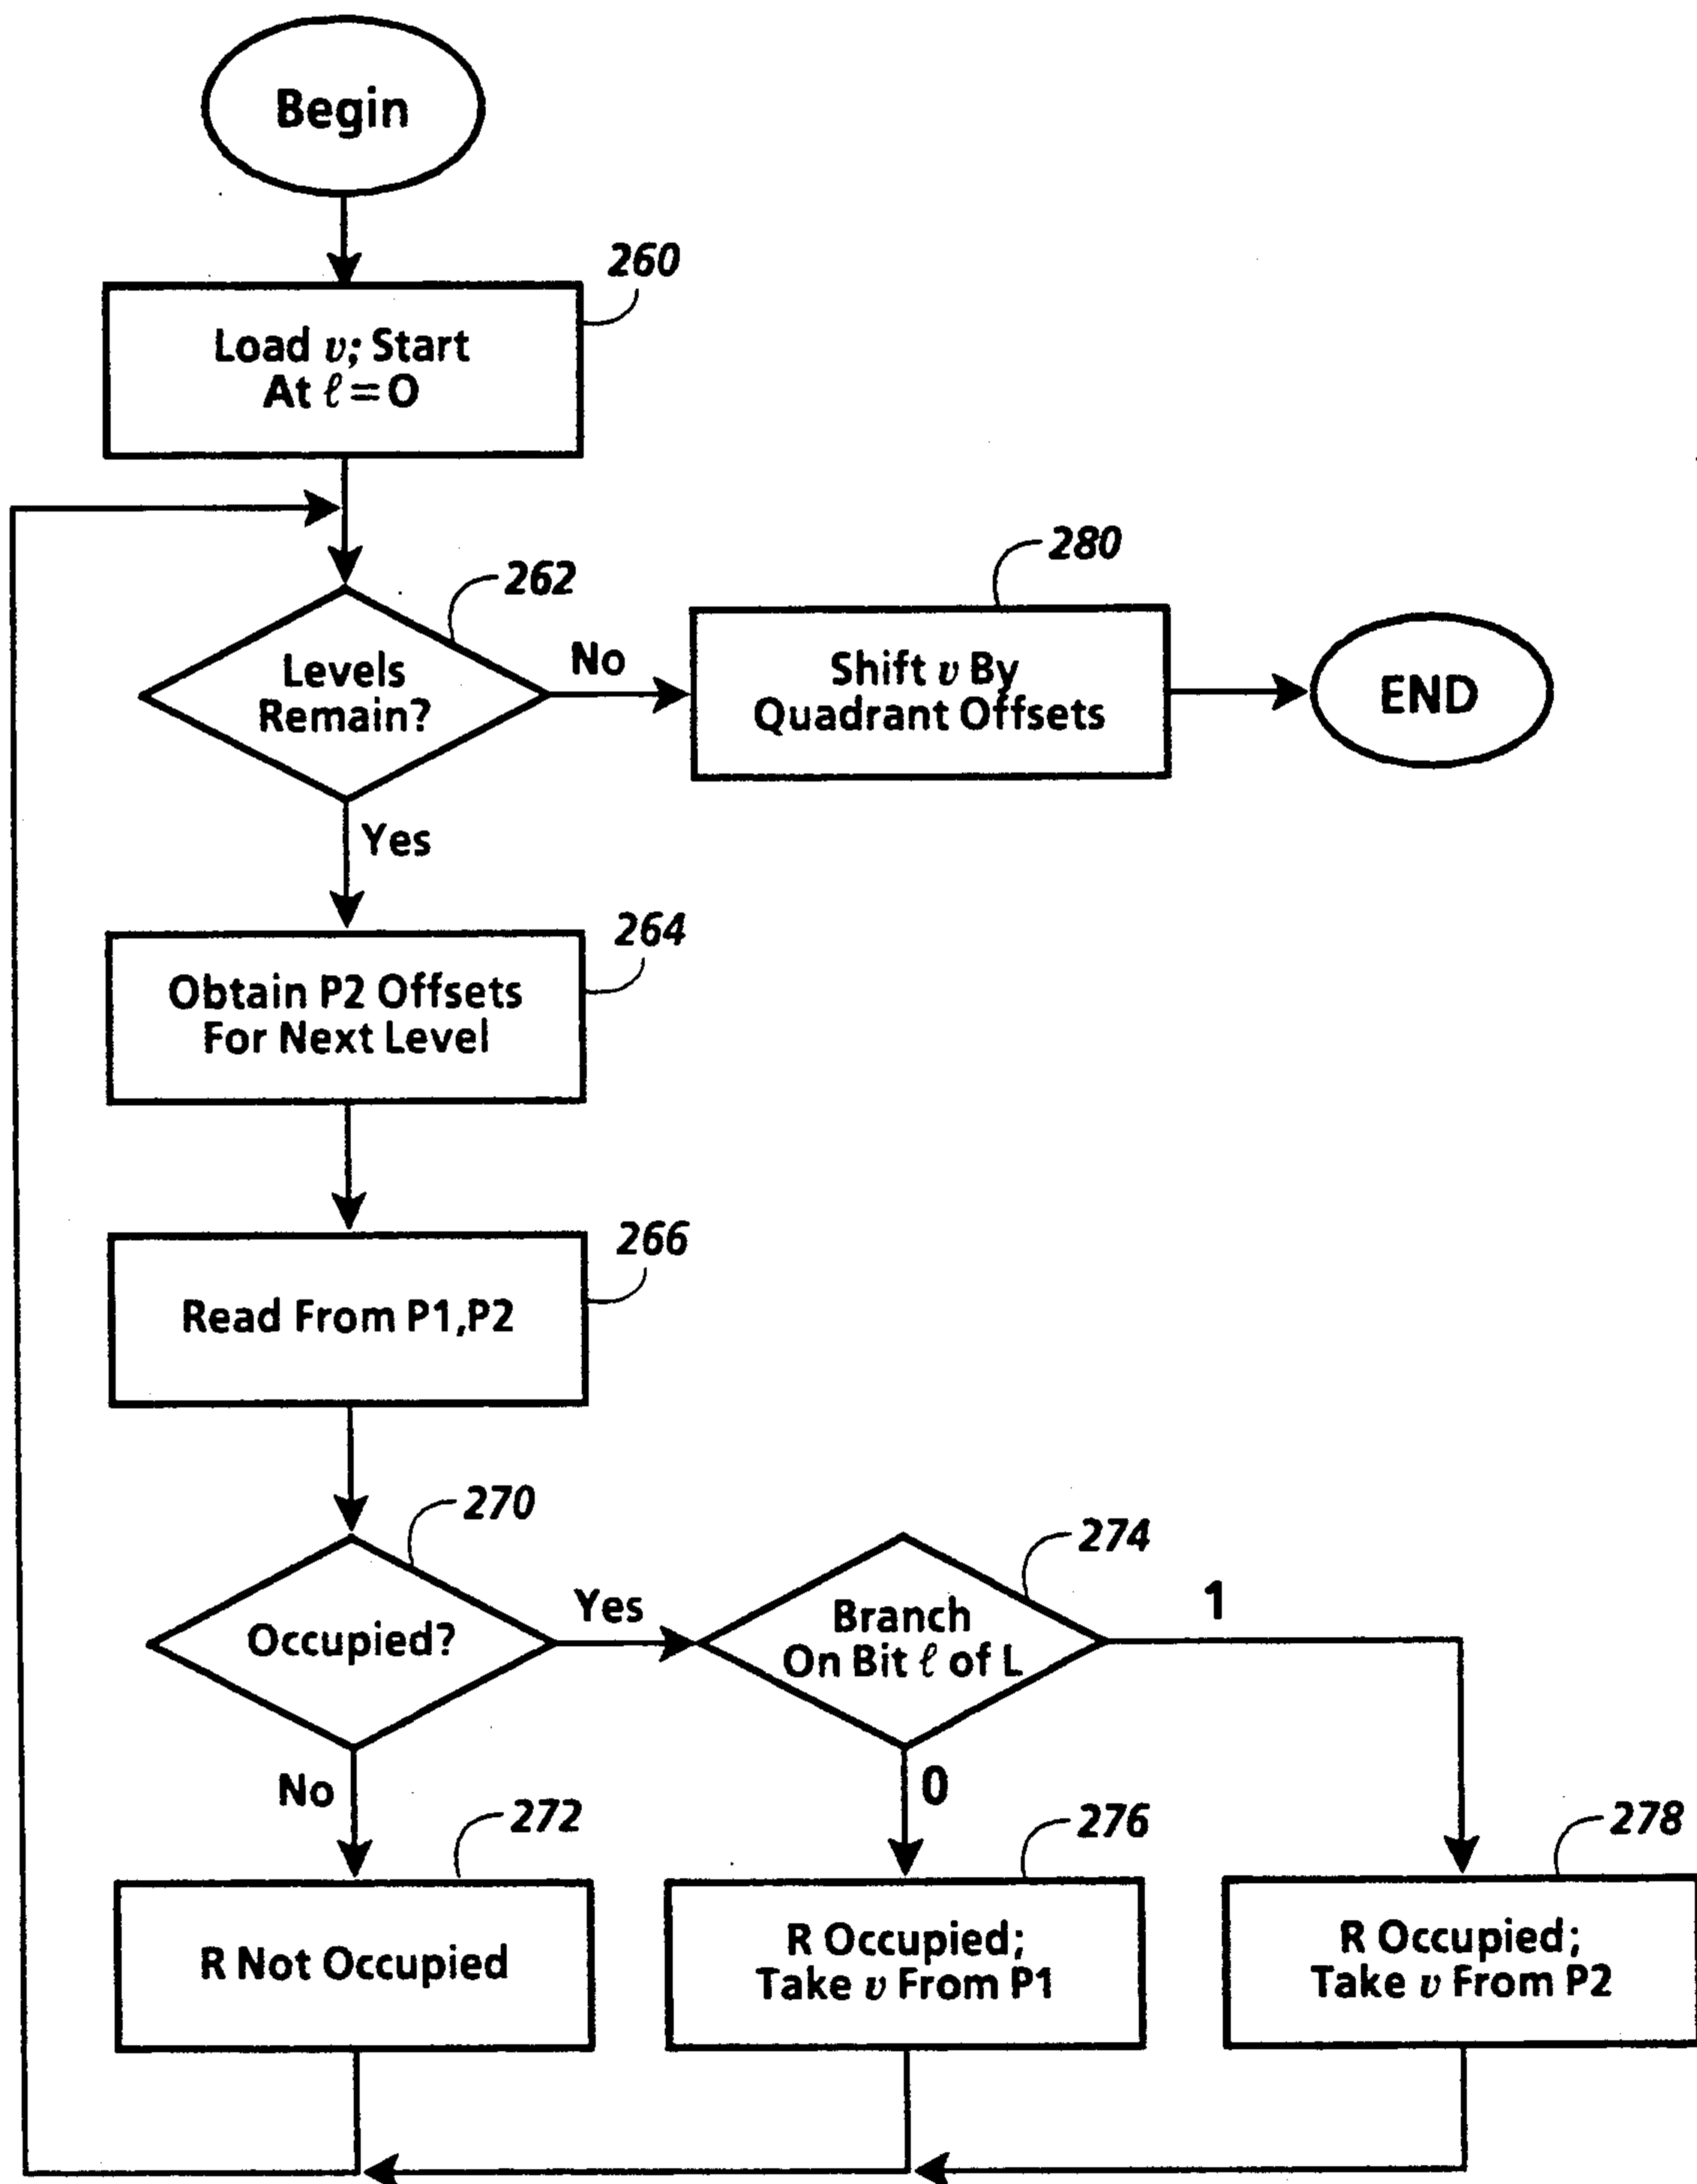 Begin
260
Load v; Start
At ℓ = O
262
280
Levels
Remain?
No
Shift v By
Quadrant Offsets
END
Yes
264
Obtain P2 Offsets
For Next Level
266
Read From P1,P2
270
274
Occupied?
Yes
Branch
On Bit ℓ of L
1
No
0
272
276
278
R Not Occupied
R Occupied;
Take v From P1
R Occupied;
Take v From P2